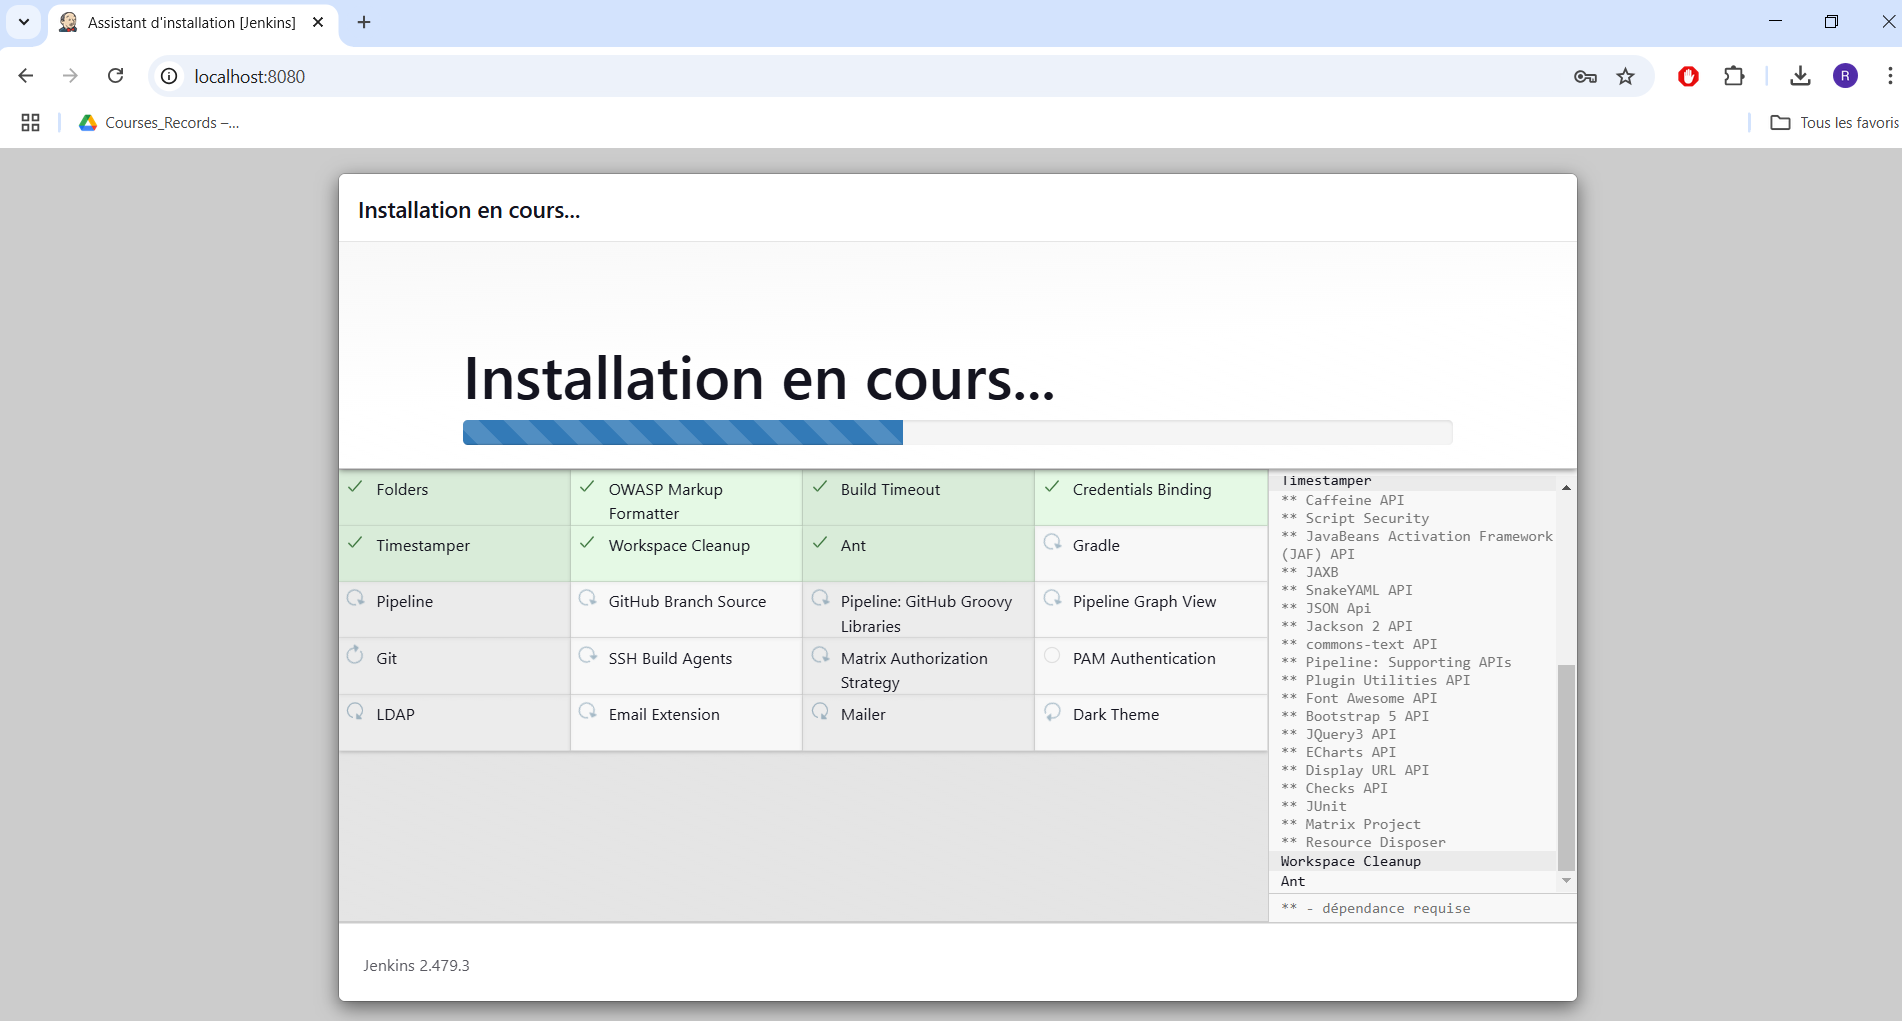 Assistant d'installation [Jenkins]
localhost:8080
R
Courses_Records –...
Tous les favoris
Installation en cours...
Installation en cours...
Folders
OWASP Markup
Formatter
Build Timeout
Credentials Binding
Timestamper
Workspace Cleanup
Ant
Gradle
Pipeline
GitHub Branch Source
Pipeline: GitHub Groovy
Libraries
Pipeline Graph View
Git
SSH Build Agents
Matrix Authorization
Strategy
PAM Authentication
LDAP
Email Extension
Mailer
Dark Theme
Timestamper
** Caffeine API
** Script Security
** JavaBeans Activation Framework
(JAF) API
** JAXB
** SnakeYAML API
** JSON Api
** Jackson 2 API
** commons-text API
** Pipeline: Supporting APIs
** Plugin Utilities API
** Font Awesome API
** Bootstrap 5 API
** JQuery3 API
** ECharts API
** Display URL API
** Checks API
** JUnit
** Matrix Project
** Resource Disposer
Workspace Cleanup
Ant
** - dépendance requise
Jenkins 2.479.3